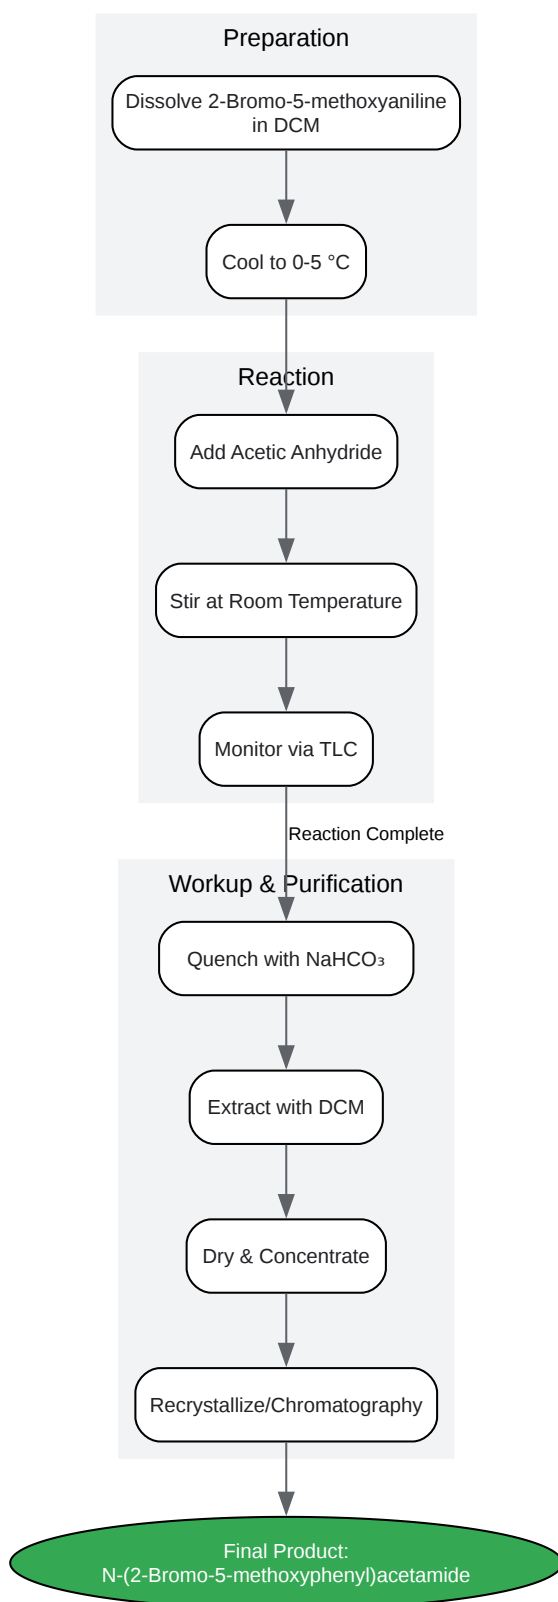 Preparation
Dissolve 2-Bromo-5-methoxyaniline
in DCM
Cool to 0-5 °C
Reaction
Add Acetic Anhydride
Stir at Room Temperature
Monitor via TLC
Reaction Complete
Workup & Purification
Quench with NaHCO₃
Extract with DCM
Dry & Concentrate
Recrystallize/Chromatography
Final Product:
N-(2-Bromo-5-methoxyphenyl)acetamide